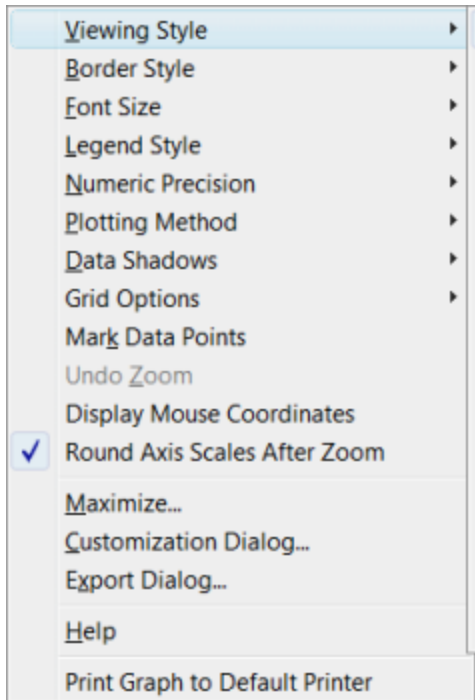 Viewing Style
Border Style
Font Size
Legend Style
Numeric Precision
Plotting Method
Data Shadows
Grid Options
Mark Data Points
Undo Zoom
Display Mouse Coordinates
Round Axis Scales After Zoom
Maximize...
Customization Dialog...
Export Dialog...
Help
Print Graph to Default Printer